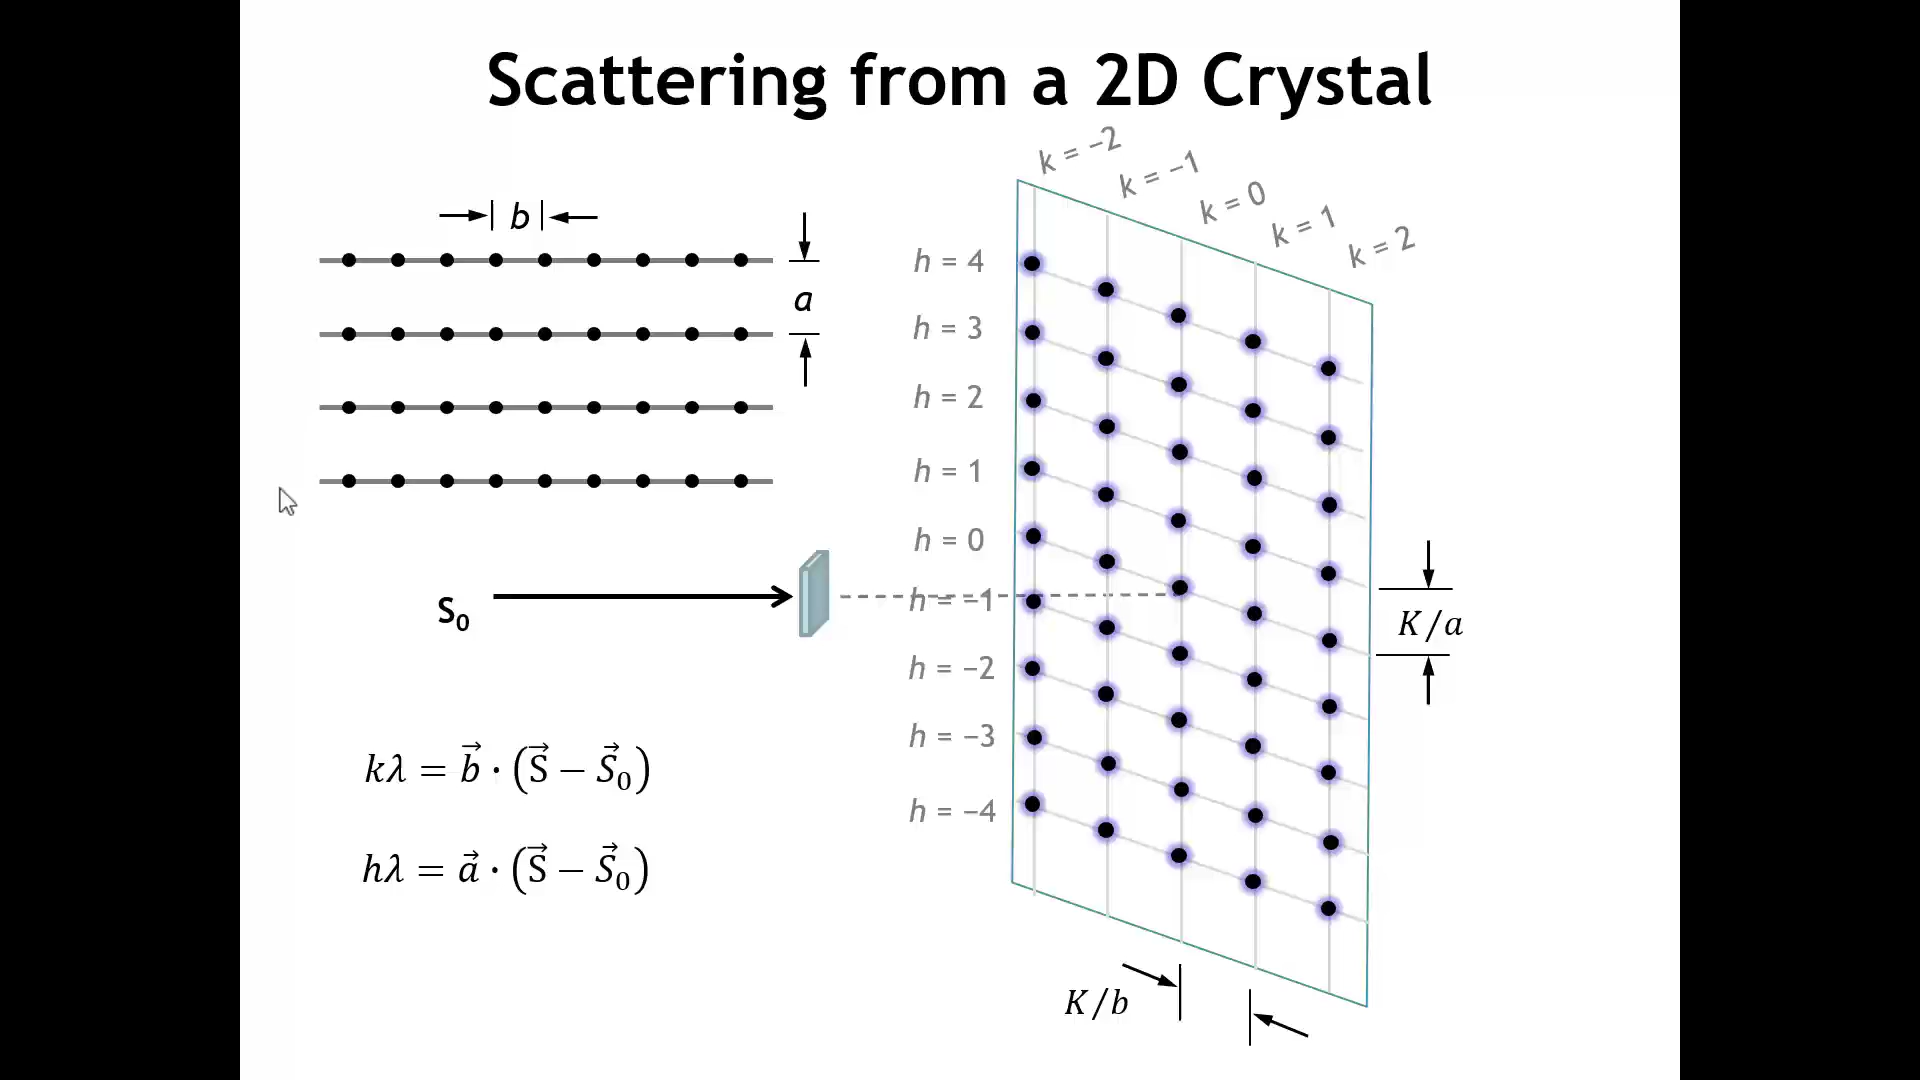 Scattering from a 2D Crystal
k = −2
k = −1
k = 0
k = 1
k = 2
b
a
h = 4
h = 3
h = 2
h = 1
h = 0
h = −1
h = −2
h = −3
h = −4
S₀
K/a
kλ = b⃗ · (S⃗ − S⃗₀)
hλ = a⃗ · (S⃗ − S⃗₀)
K/b